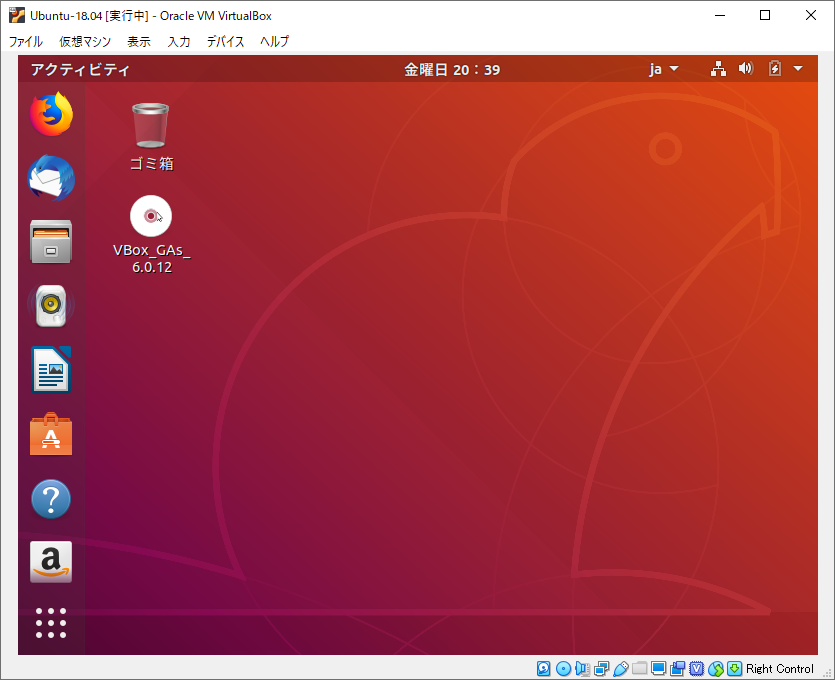 Ubuntu-18.04 [実行中] - Oracle VM VirtualBox
ファイル 仮想マシン 表示 入力 デバイス ヘルプ
アクティビティ 金曜日 20：39 ja
ゴミ箱
VBox_GAs_
6.0.12
a
Right Control